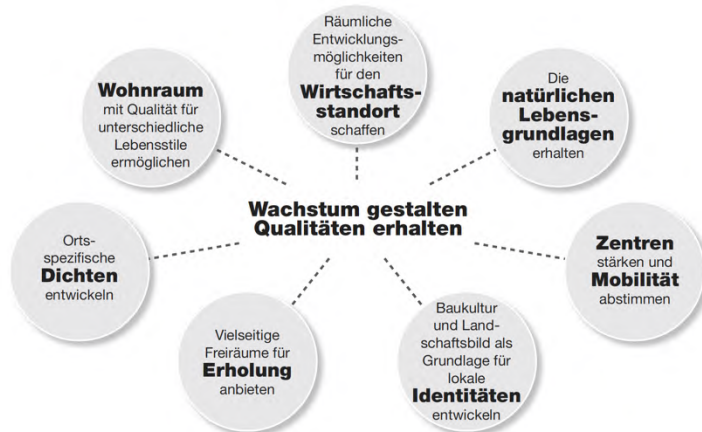 Räumliche
Entwicklungs-
möglichkeiten
für den
Wirtschafts-
standort
schaffen
Wohnraum
mit Qualität für
unterschiedliche
Lebensstile
ermöglichen
Die
natürlichen
Lebens-
grundlagen
erhalten
Wachstum gestalten
Qualitäten erhalten
Orts-
spezifische
Dichten
entwickeln
Zentren
stärken und
Mobilität
abstimmen
Vielseitige
Freiräume für
Erholung
anbieten
Baukultur
und Land-
schaftsbild als
Grundlage für
lokale
Identitäten
entwickeln